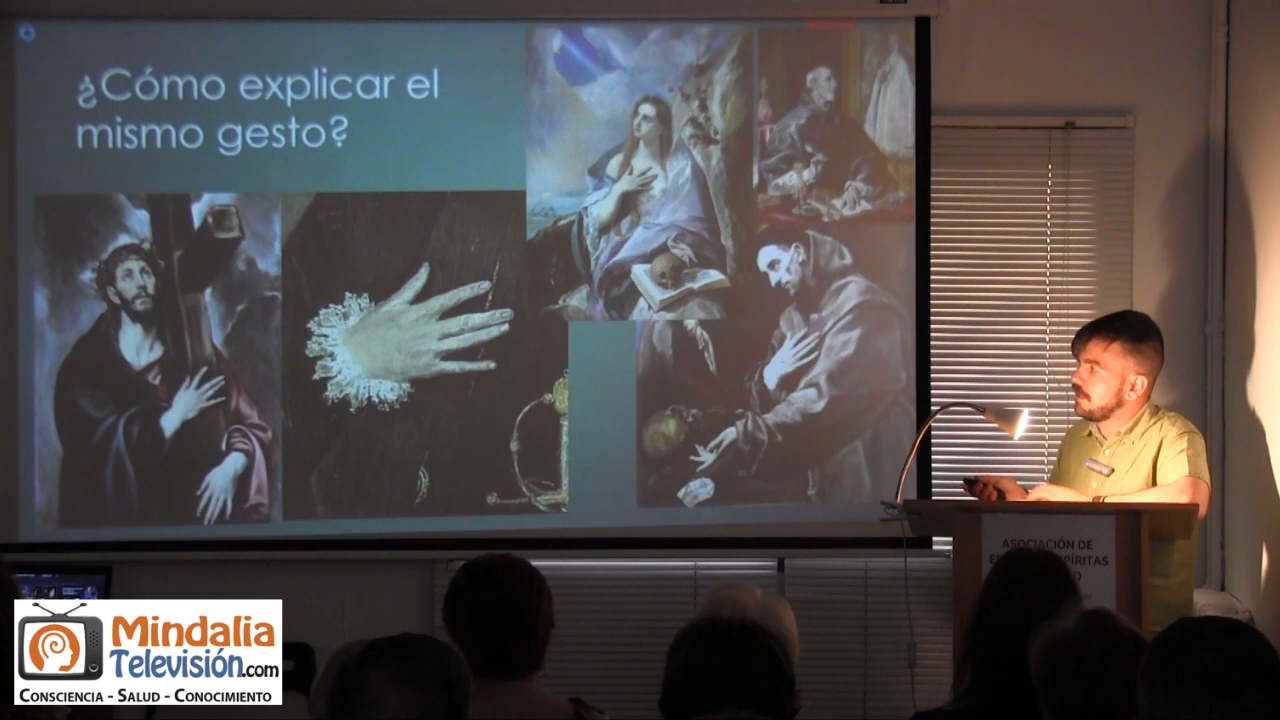 ¿Cómo explicar el
mismo gesto?
ASOCIACIÓN DE
Mindalia
Televisión.com
CONSCIENCIA - SALUD - CONOCIMIENTO